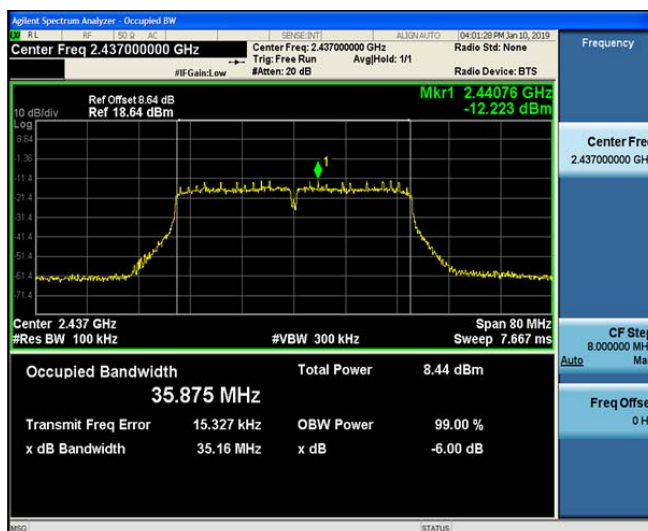 Agilent Spectrum Analyzer - Occupied BW
RL RF 50 Ω AC SENSE:INT ALIGNAUTO 04:01:28 PM Jan 10, 2019
Center Freq 2.437000000 GHz
Center Freq: 2.437000000 GHz
Radio Std: None
Trig: Free Run Avg|Hold: 1/1
#IFGain:Low #Atten: 20 dB Radio Device: BTS
Frequency
Mkr1 2.44076 GHz
-12.223 dBm
Ref Offset 8.64 dB
10 dB/div Ref 18.64 dBm
Log
8.64
-1.36
-11.4
-21.4
-31.4
-41.4
-51.4
-61.4
-71.4
1
Center Fre
2.437000000 GH
Center 2.437 GHz Span 80 MHz
#Res BW 100 kHz #VBW 300 kHz Sweep 7.667 ms
CF Ste
8.000000 MH
Auto Ma
Occupied Bandwidth Total Power 8.44 dBm
35.875 MHz
Transmit Freq Error 15.327 kHz OBW Power 99.00 %
x dB Bandwidth 35.16 MHz x dB -6.00 dB
Freq Offse
0 H
MSG STATUS